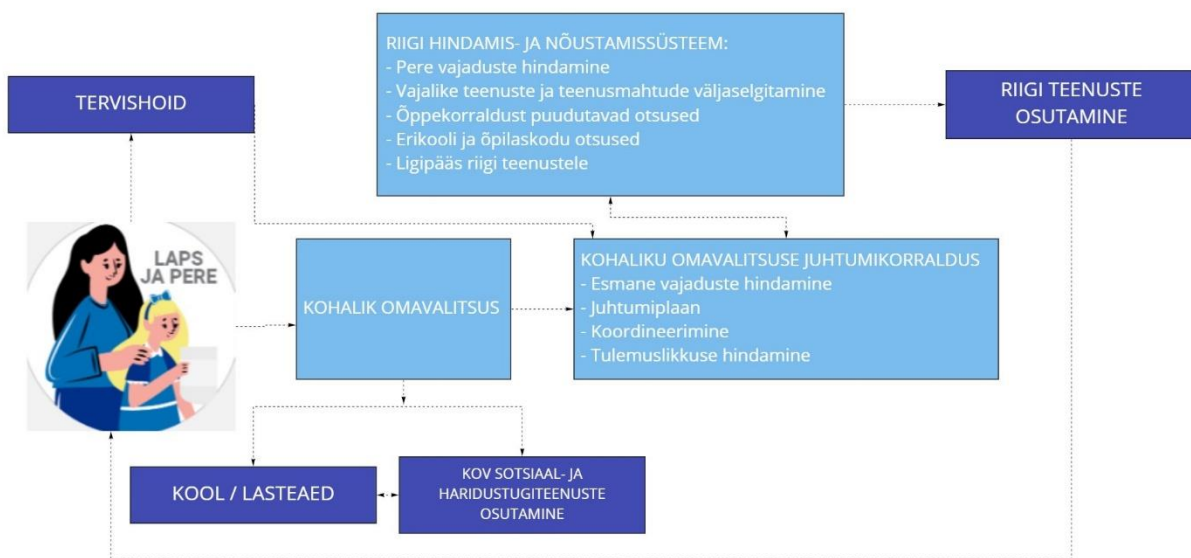 RIIGI HINDAMIS- JA NÕUSTAMISSÜSTEEM:
- Pere vajaduste hindamine
- Vajalike teenuste ja teenusmahtude väljaselgitamine
- Õppekorraldust puudutavad otsused
- Erikooli ja õpilaskodu otsused
- Ligipääs riigi teenustele
TERVISHOID
RIIGI TEENUSTE
OSUTAMINE
LAPS
JA PERE
KOHALIK OMAVALITSUS
KOHALIKU OMAVALITSUSE JUHTUMIKORRALDUS
- Esmane vajaduste hindamine
- Juhtumiplaan
- Koordineerimine
- Tulemuslikkuse hindamine
KOOL / LASTEAED
KOV SOTSIAAL- JA
HARIDUSTUGITEENUSTE
OSUTAMINE